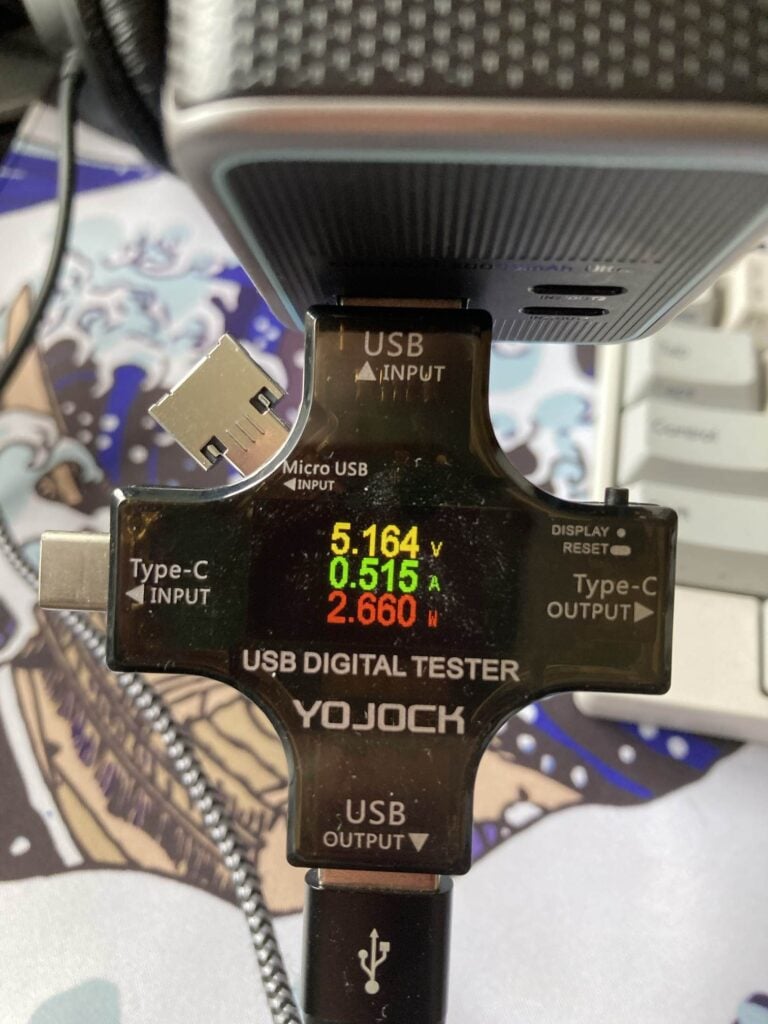 USB
INPUT
Micro USB
INPUT
DISPLAY
RESET
5.164 V
0.515 A
2.660 W
Type-C
INPUT
Type-C
OUTPUT
USB DIGITAL TESTER
YOJOCK
USB
OUTPUT
Control